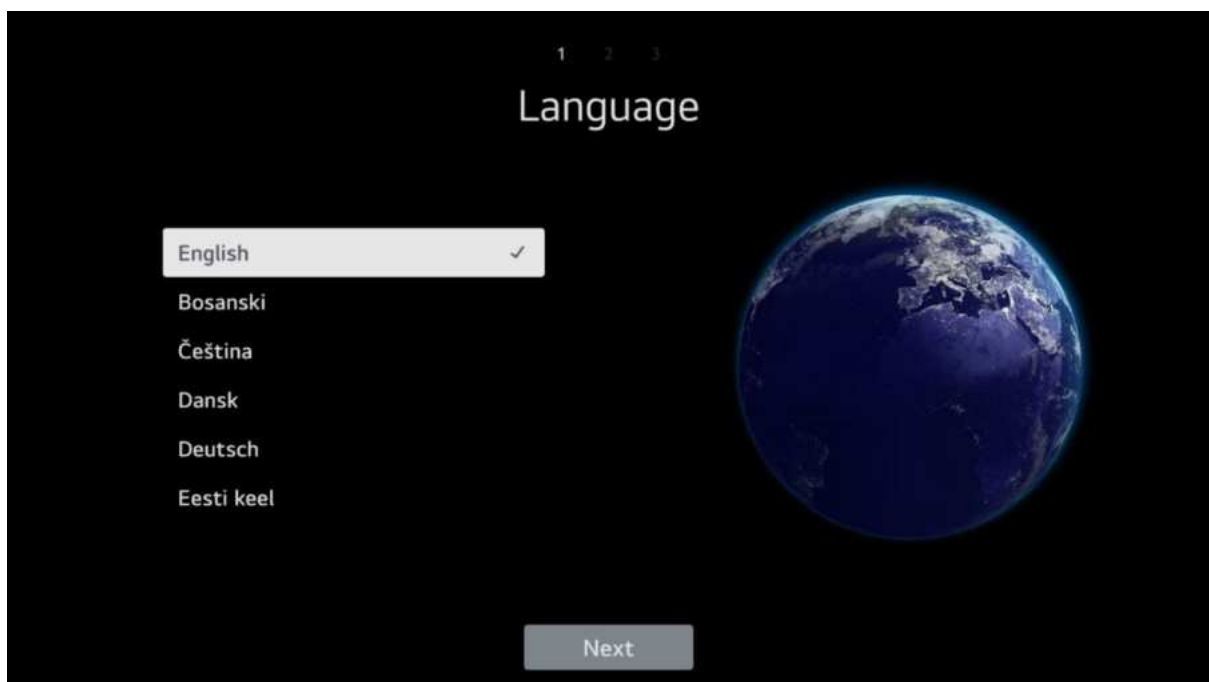 1 2 3
Language
English
Bosanski
Čeština
Dansk
Deutsch
Eesti keel
Next